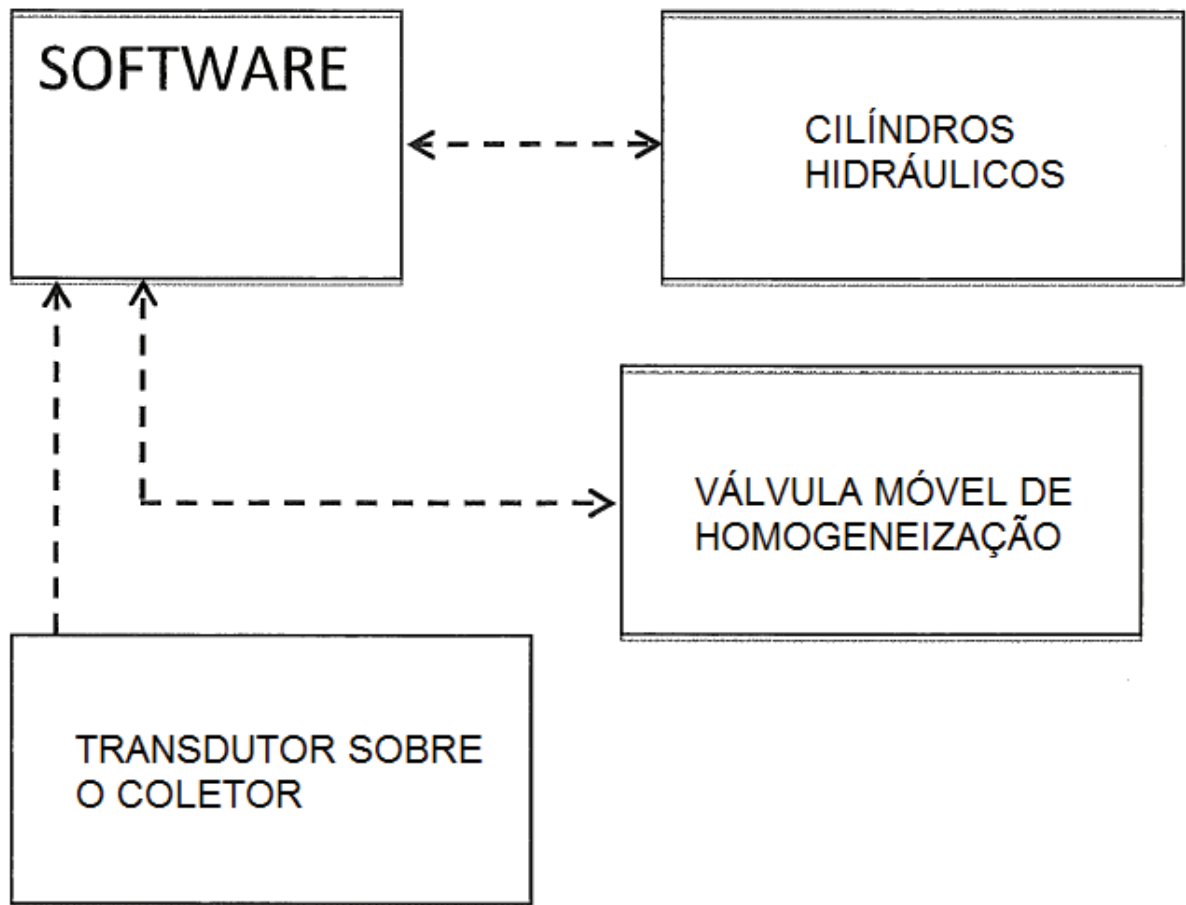 SOFTWARE
CILÍNDROS
HIDRÁULICOS
VÁLVULA MÓVEL DE
HOMOGENEIZAÇÃO
TRANSDUTOR SOBRE
O COLETOR